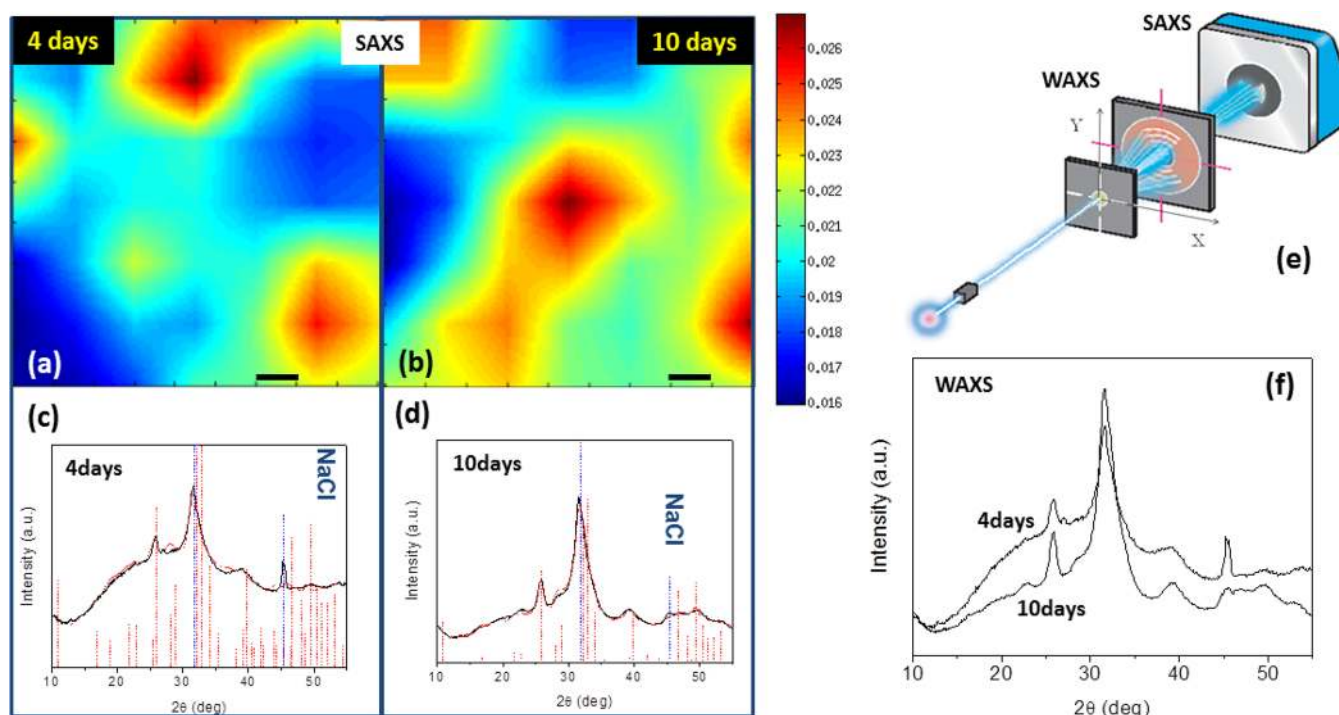 4 days
SAXS
10 days
(a)
(b)
0.026
0.025
0.024
0.023
0.022
0.021
0.020
0.019
0.018
0.017
0.016
SAXS
WAXS
Y
X
(e)
(c)
4days
NaCl
Intensity (a.u.)
10 20 30 40 50
2θ (deg)
(d)
10days
NaCl
Intensity (a.u.)
10 20 30 40 50
2θ (deg)
WAXS
(f)
4days
10days
Intensity (a.u.)
10 20 30 40 50
2θ (deg)